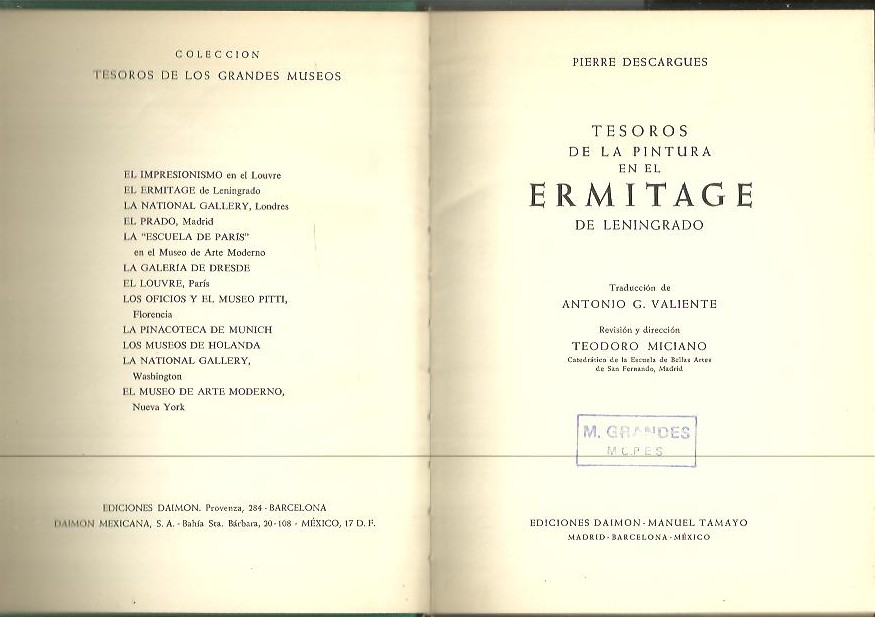 COLECCION
TESOROS DE LOS GRANDES MUSEOS
EL IMPRESIONISMO en el Louvre
EL ERMITAGE de Leningrado
LA NATIONAL GALLERY, Londres
EL PRADO, Madrid
LA "ESCUELA DE PARÍS"
en el Museo de Arte Moderno
LA GALERIA DE DRESDE
EL LOUVRE, París
LOS OFICIOS Y EL MUSEO PITTI,
Florencia
LA PINACOTECA DE MUNICH
LOS MUSEOS DE HOLANDA
LA NATIONAL GALLERY,
Washington
EL MUSEO DE ARTE MODERNO,
Nueva York
EDICIONES DAIMON. Provenza, 284 - BARCELONA
DAIMON MEXICANA, S. A. - Bahía Sta. Bárbara, 20-108 - MÉXICO, 17 D. F.
PIERRE DESCARGUES
TESOROS
DE LA PINTURA
EN EL
ERMITAGE
DE LENINGRADO
Traducción de
ANTONIO G. VALIENTE
Revisión y dirección
TEODORO MICIANO
Catedrático de la Escuela de Bellas Artes
de San Fernando, Madrid
M. GRANDES
M C.P E S
EDICIONES DAIMON - MANUEL TAMAYO
MADRID - BARCELONA - MÉXICO